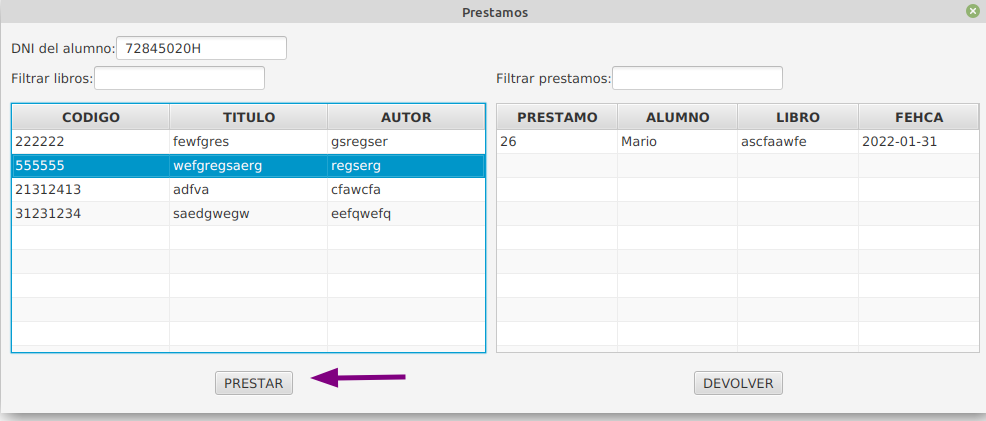 Prestamos
DNI del alumno: 72845020H
Filtrar libros:
Filtrar prestamos:
CODIGO TITULO AUTOR
222222 fewfgres gsregser
555555 wefgregsaerg regserg
21312413 adfva cfawcfa
31231234 saedgwegw eefqwefq
PRESTAMO ALUMNO LIBRO FEHCA
26 Mario ascfaawfe 2022-01-31
PRESTAR
DEVOLVER